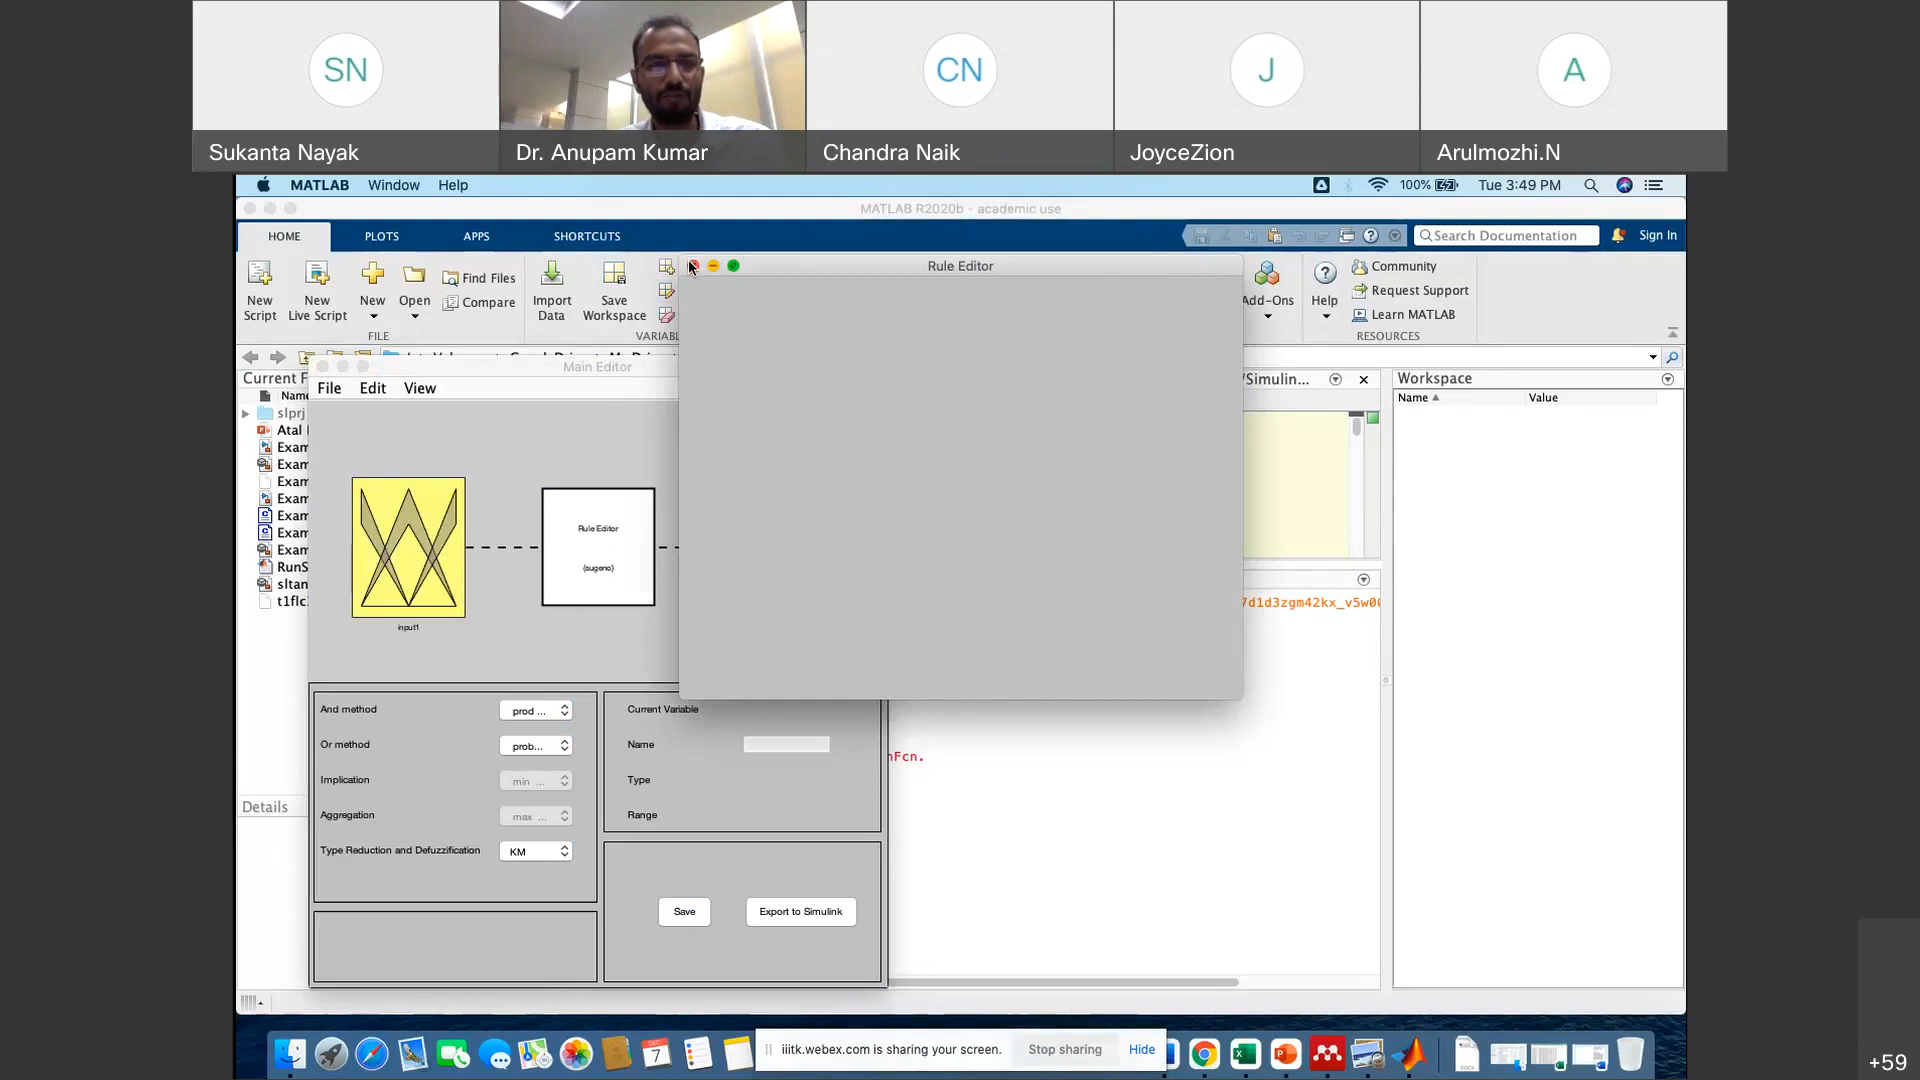 SN
CN
J
A
Sukanta Nayak
Dr. Anupam Kumar
Chandra Naik
JoyceZion
Arulmozhi.N
MATLAB Window Help
100%
Tue 3:49 PM
MATLAB R2020b - academic use
HOME PLOTS APPS SHORTCUTS
Search Documentation
Sign In
Rule Editor
New Script
New Live Script
New
Open
Find Files
Compare
Import Data
Save Workspace
Add-Ons
Help
Community
Request Support
Learn MATLAB
FILE
VARIABL
RESOURCES
Current F
Main Editor
/Simulin...
Workspace
Name
Value
File Edit View
Name
slprj
Atal
Exam
Exam
Exam
Exam
Exam
Exam
Exam
RunS
sltan
t1flc
Rule Editor
(sugeno)
input1
7d1d3zgm42kx_v5w00
And method
prod ...
Or method
prob...
Implication
min ...
Aggregation
max ...
Type Reduction and Defuzzification
KM
Current Variable
Name
Type
Range
nFcn.
Details
Save
Export to Simulink
DEC
7
iiitk.webex.com is sharing your screen.
Stop sharing
Hide
DOCX
+59